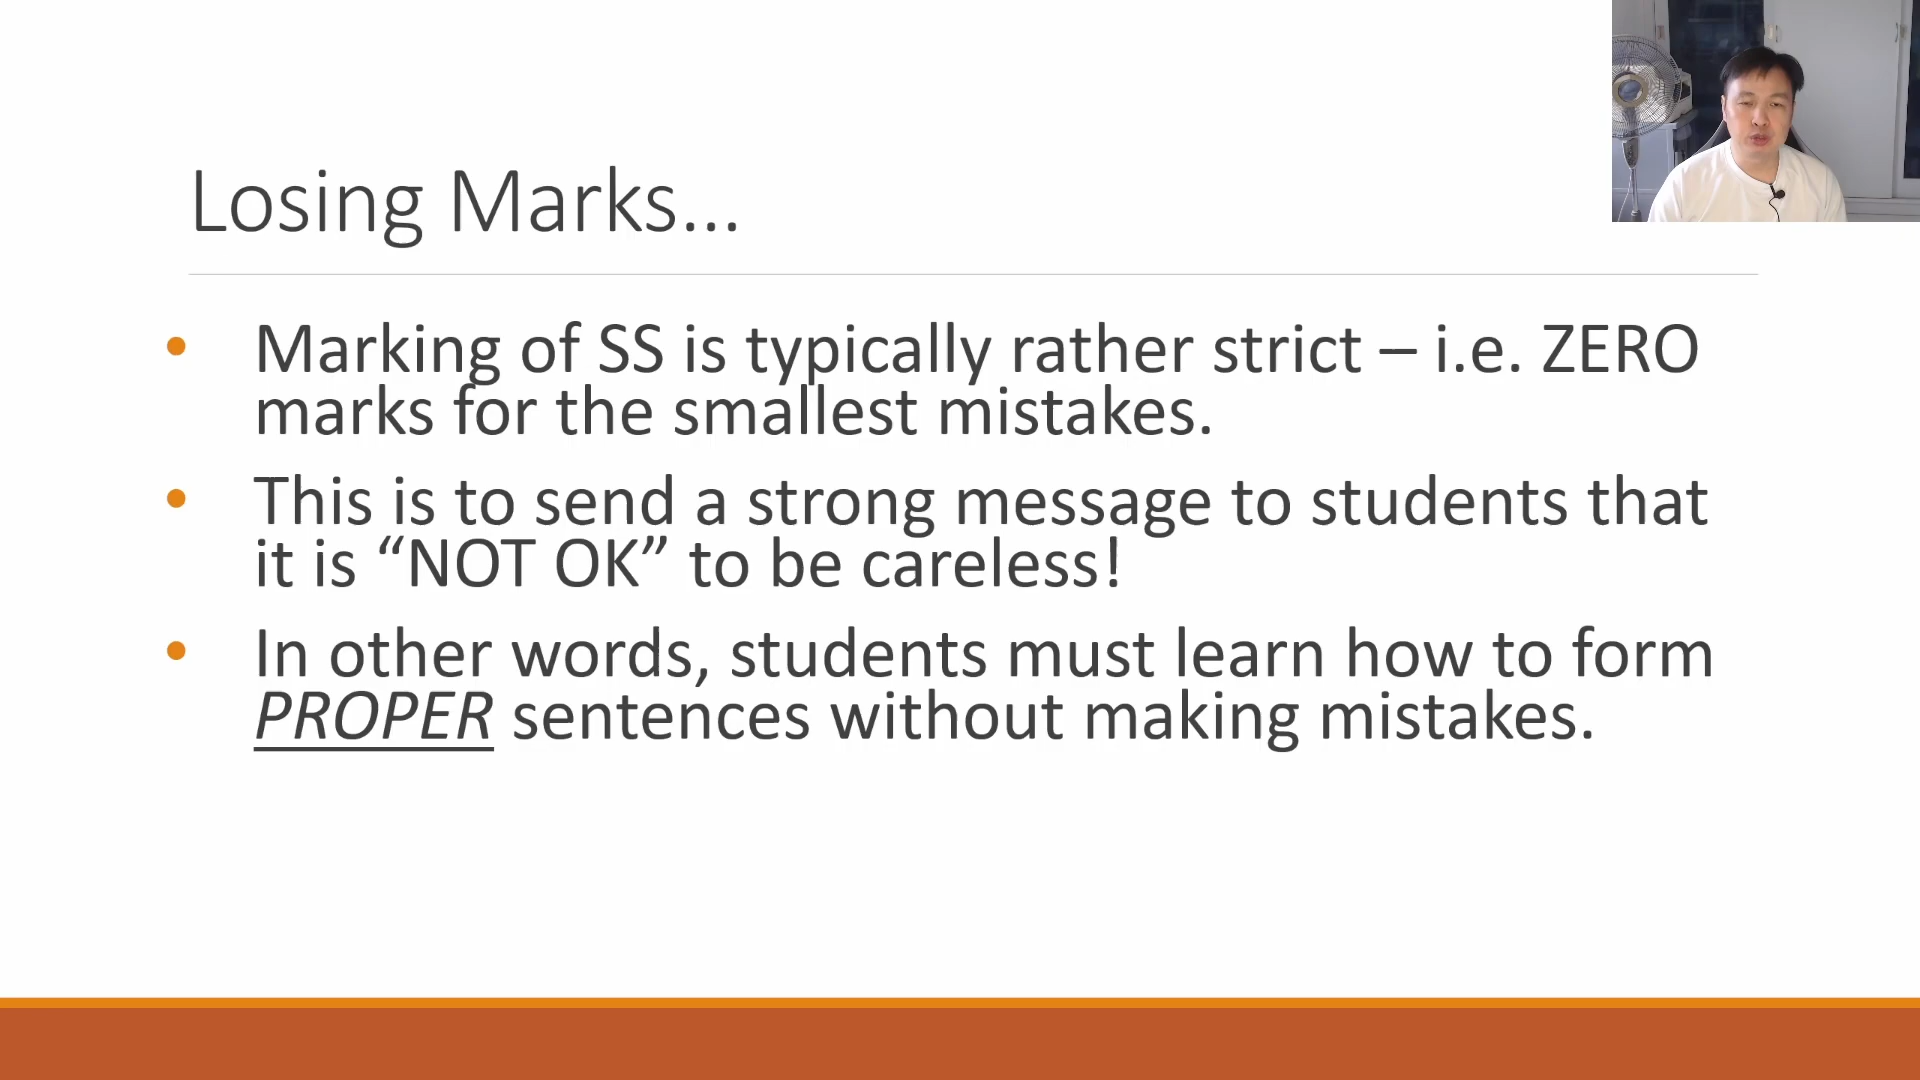 Losing Marks...
• Marking of SS is typically rather strict – i.e. ZERO
marks for the smallest mistakes.
• This is to send a strong message to students that
it is “NOT OK” to be careless!
• In other words, students must learn how to form
PROPER sentences without making mistakes.